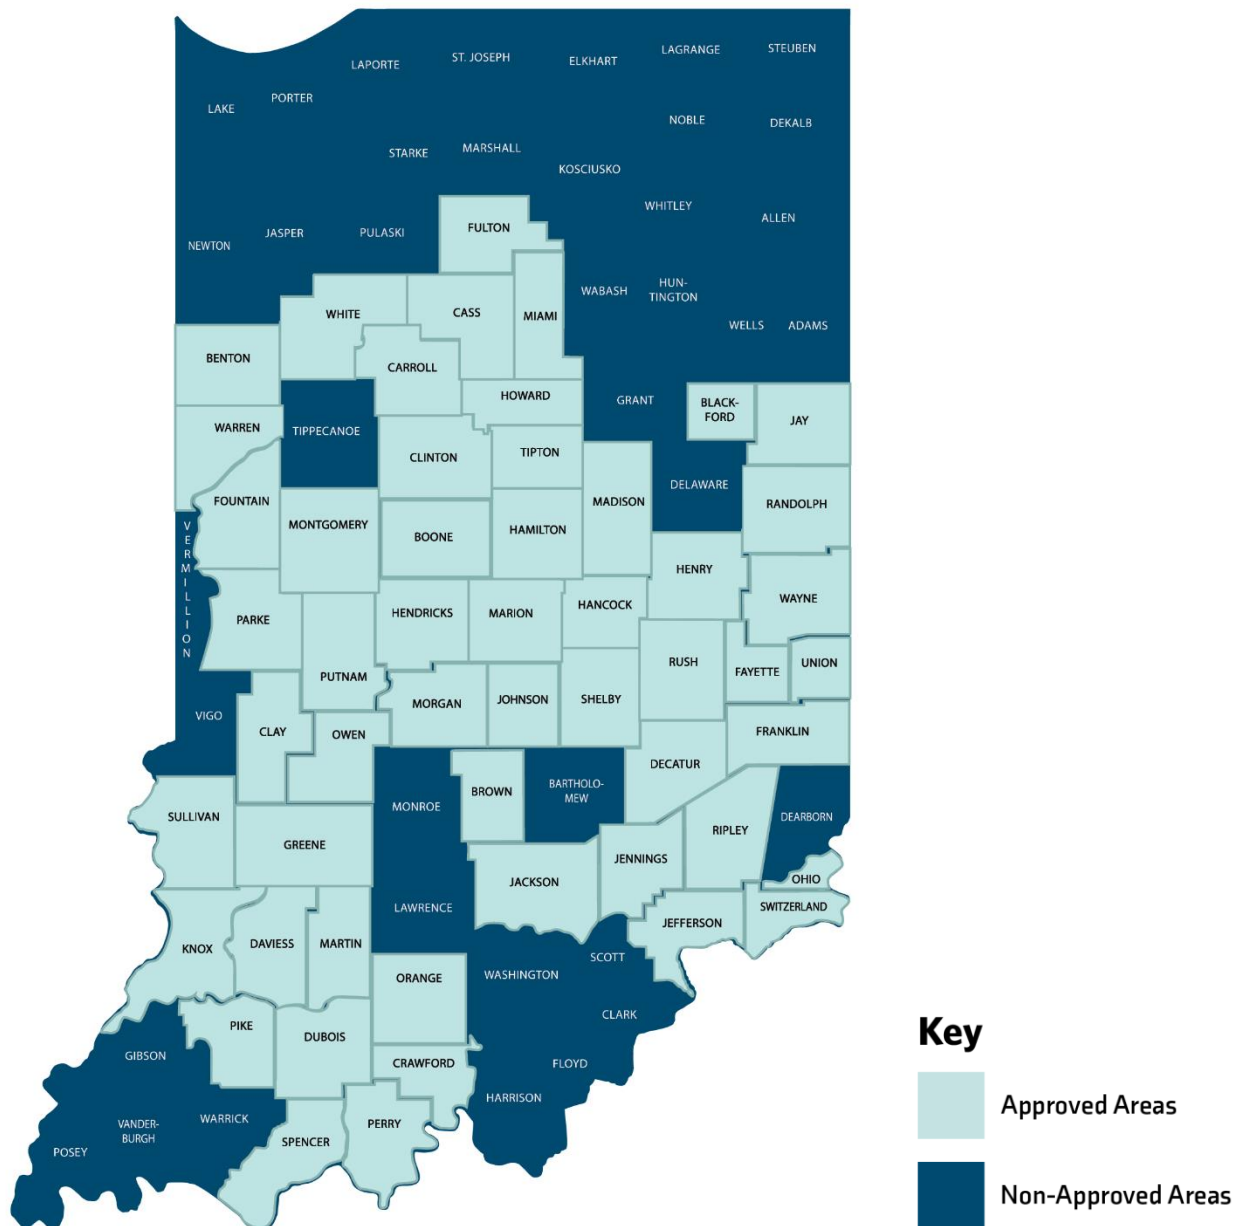 LAPORTE
ST. JOSEPH
ELKHART
LAGRANGE
STEUBEN
LAKE
PORTER
NOBLE
DEKALB
STARKE
MARSHALL
KOSCIUSKO
WHITLEY
ALLEN
NEWTON
JASPER
PULASKI
FULTON
WABASH
HUN-
TINGTON
WHITE
CASS
MIAMI
WELLS
ADAMS
BENTON
CARROLL
HOWARD
GRANT
BLACK-
FORD
JAY
WARREN
TIPPECANOE
CLINTON
TIPTON
DELAWARE
FOUNTAIN
MONTGOMERY
BOONE
HAMILTON
MADISON
RANDOLPH
VERMILLION
HENRY
WAYNE
PARKE
HENDRICKS
MARION
HANCOCK
PUTNAM
RUSH
FAYETTE
UNION
VIGO
CLAY
OWEN
MORGAN
JOHNSON
SHELBY
FRANKLIN
DECATUR
SULLIVAN
MONROE
BROWN
BARTHOLO-
MEW
DEARBORN
GREENE
RIPLEY
JENNINGS
JACKSON
OHIO
LAWRENCE
SWITZERLAND
KNOX
DAVIESS
MARTIN
JEFFERSON
ORANGE
WASHINGTON
SCOTT
PIKE
DUBOIS
CLARK
GIBSON
CRAWFORD
FLOYD
HARRISON
POSEY
VANDER-
BURGH
WARRICK
SPENCER
PERRY
Key
Approved Areas
Non-Approved Areas